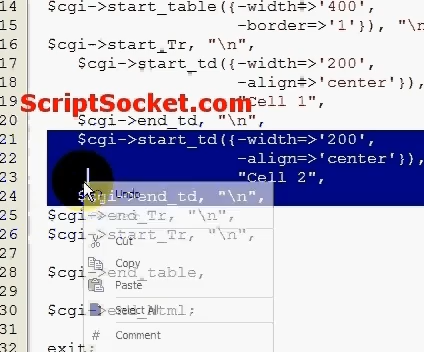 14 $cgi->start_table({-width=>'400',
15 -border=>'1'}), "\n
16 $cgi->start_Tr, "\n",
17 $cgi->start_td({-width=>'200',
18 -align=>'center'}
ScriptSocket.com
19 "Cell 1",
20 $cgi->end_td, "\n",
21 $cgi->start_td({-width=>'200',
22 -align=>'center'}),
23 "Cell 2",
Undo
24 $cgi->end_td, "\n",
25 $cgi->end_Tr, "\n",
26 $cgi->start_Tr, "\n",
27 Cut
Copy
28 $cgi->end_table,
29 Paste
30 $cgi->end_html;
Select All
31 # Comment
32 exit;